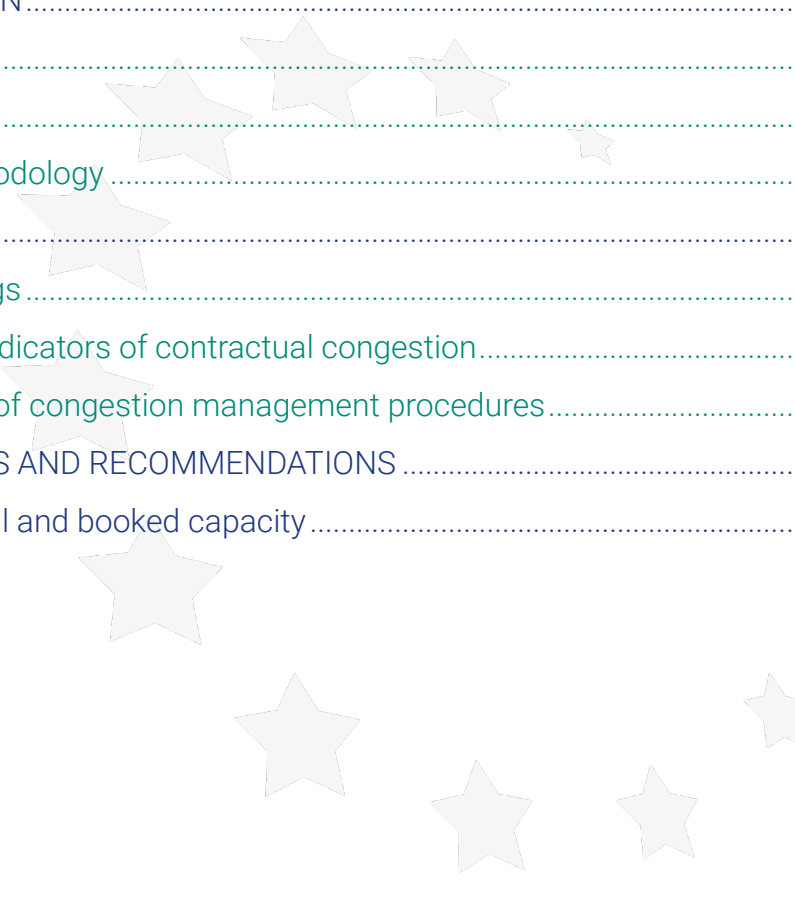 N
odology
gs
dicators of contractual congestion
of congestion management procedures
S AND RECOMMENDATIONS
l and booked capacity